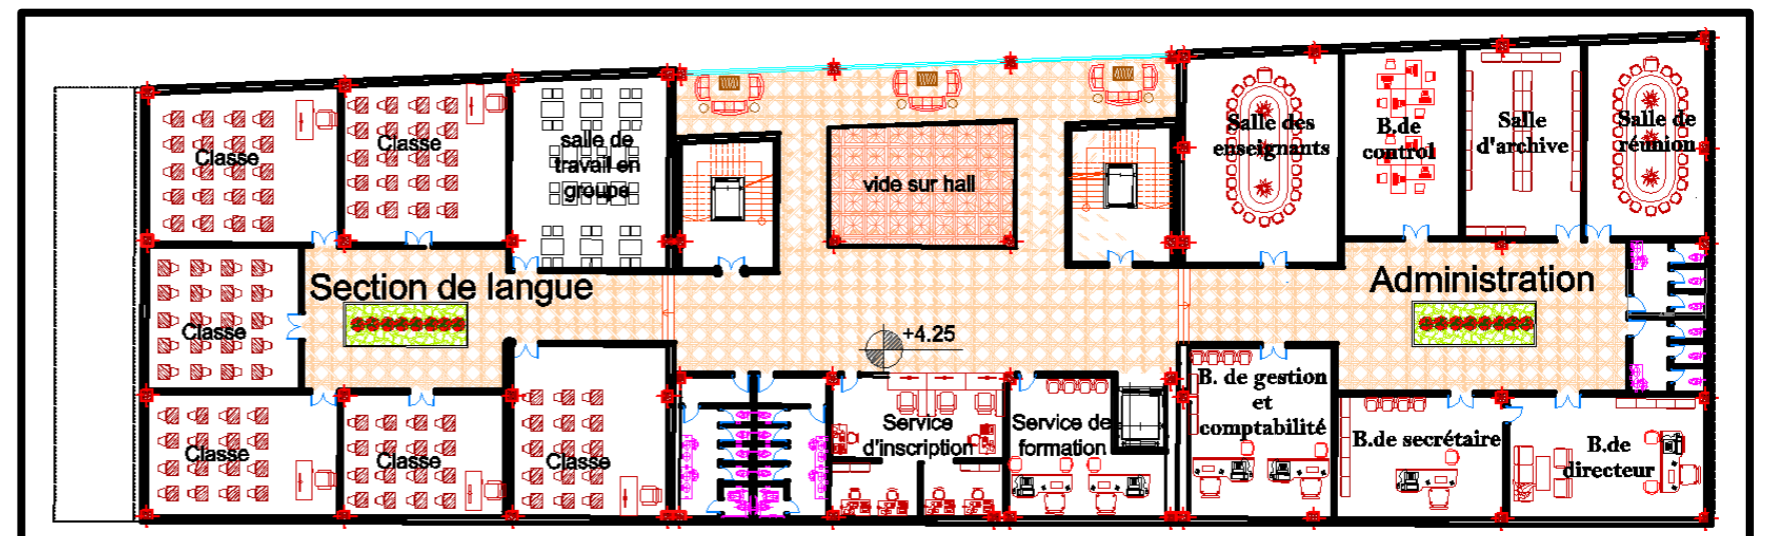 Classe
Classe
salle de
travail en
groupe
vide sur hall
Salle des
enseignants
B.de
control
Salle
d'archive
Salle de
réunion
Section de langue
Administration
Classe
+4.25
Classe
Classe
Classe
Service
d'inscription
Service de
formation
B. de gestion
et
comptabilité
B.de secrétaire
B.de
directeur